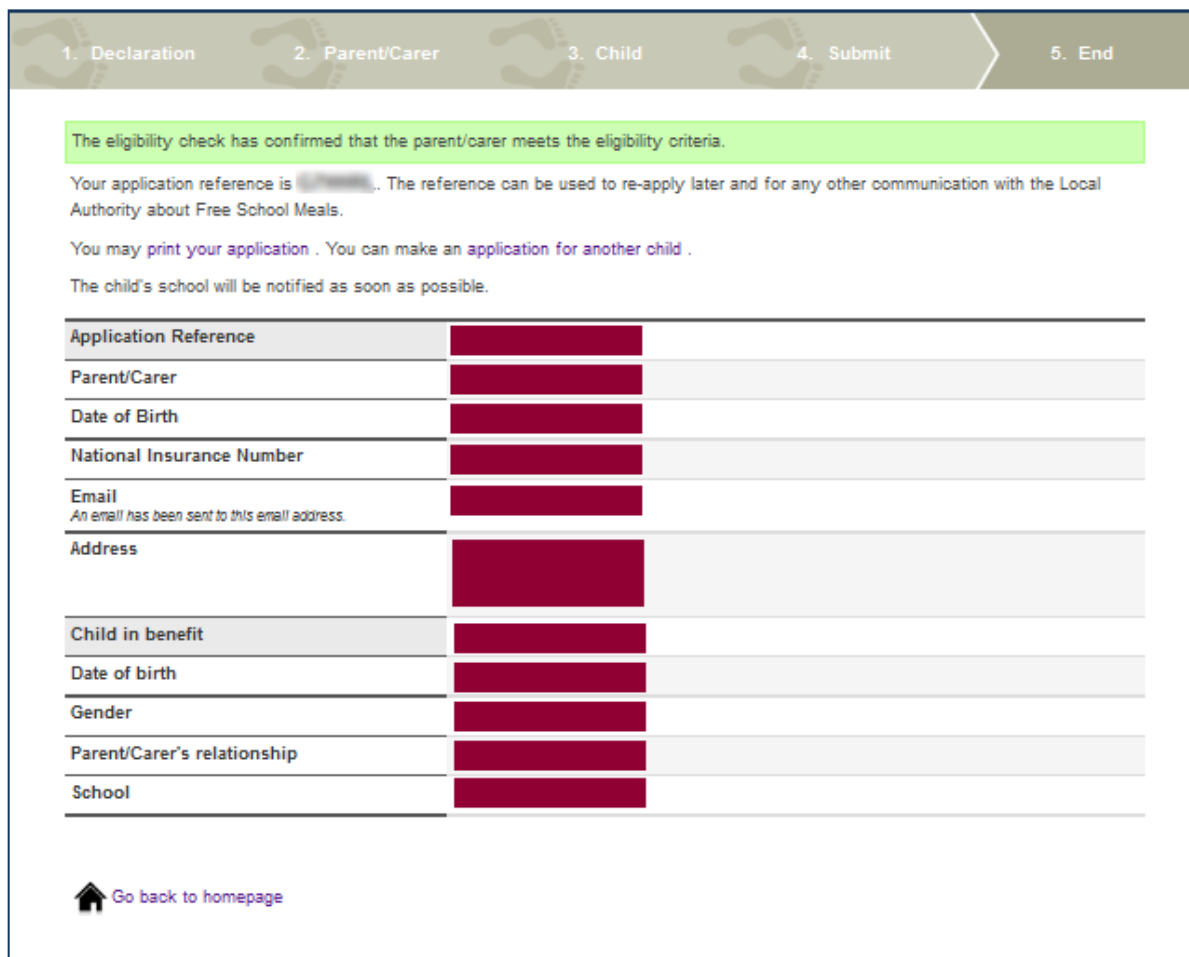 1. Declaration 2. Parent/Carer 3. Child 4. Submit 5. End
The eligibility check has confirmed that the parent/carer meets the eligibility criteria.
Your application reference is .. The reference can be used to re-apply later and for any other communication with the Local
Authority about Free School Meals.
You may print your application . You can make an application for another child .
The child's school will be notified as soon as possible.
Application Reference
Parent/Carer
Date of Birth
National Insurance Number
Email
An email has been sent to this email address.
Address
Child in benefit
Date of birth
Gender
Parent/Carer's relationship
School
Go back to homepage